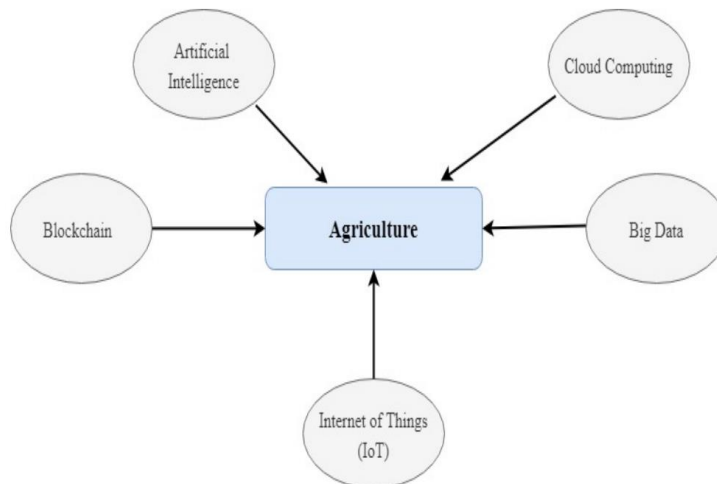 Artificial
Intelligence
Cloud Computing
Blockchain
Agriculture
Big Data
Internet of Things
(IoT)